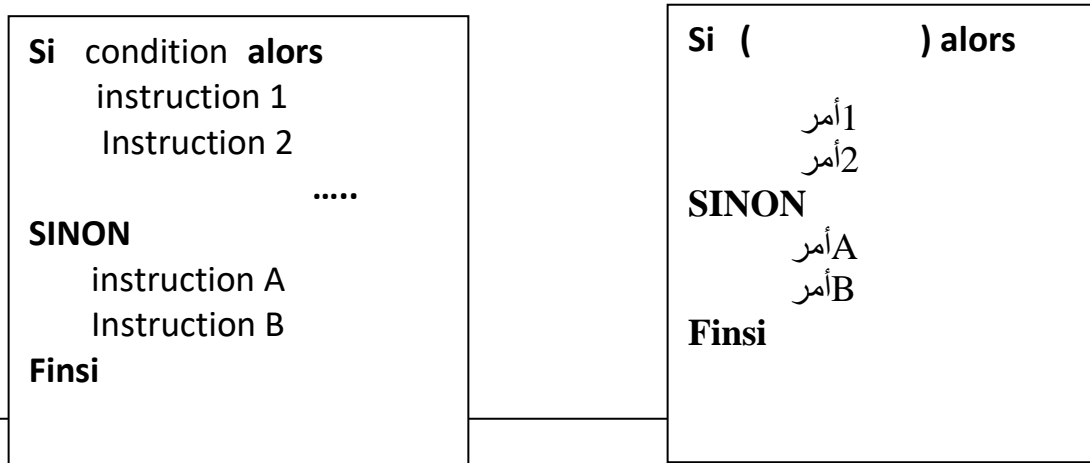 Si condition alors
instruction 1
Instruction 2
.....
SINON
instruction A
Instruction B
Finsi
Si ( ) alors
أمر1
أمر2
SINON
أمرA
أمرB
Finsi